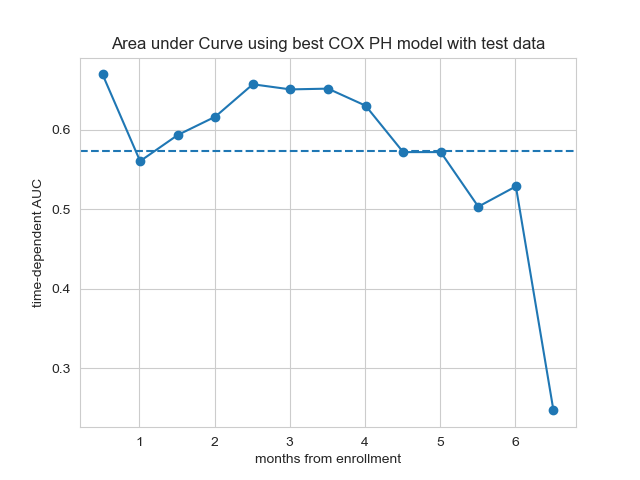 Area under Curve using best COX PH model with test data
time-dependent AUC
0.6
0.5
0.4
0.3
1 2 3 4 5 6
months from enrollment